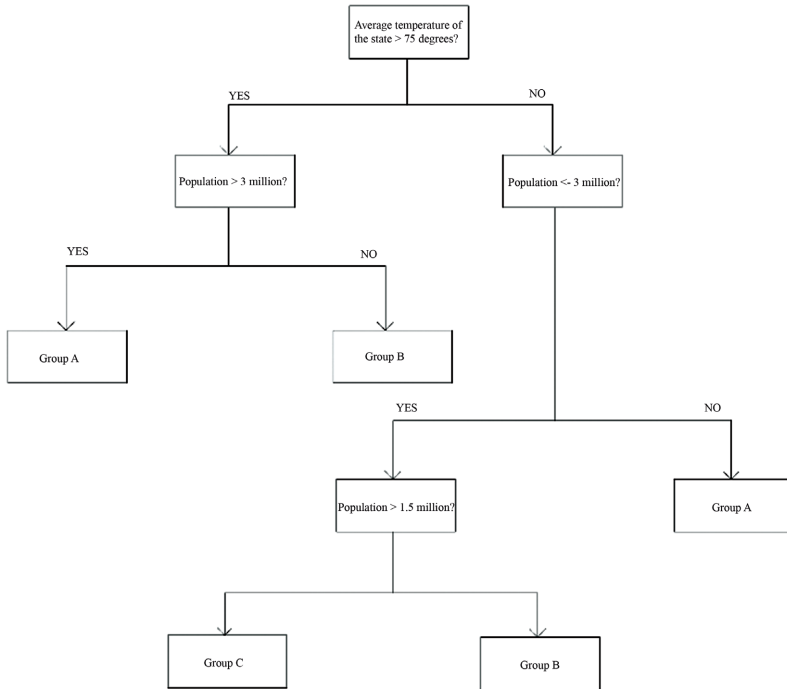 Average temperature of
the state > 75 degrees?
YES
NO
Population > 3 million?
Population <- 3 million?
YES
NO
Group A
Group B
YES
NO
Population > 1.5 million?
Group A
Group C
Group B